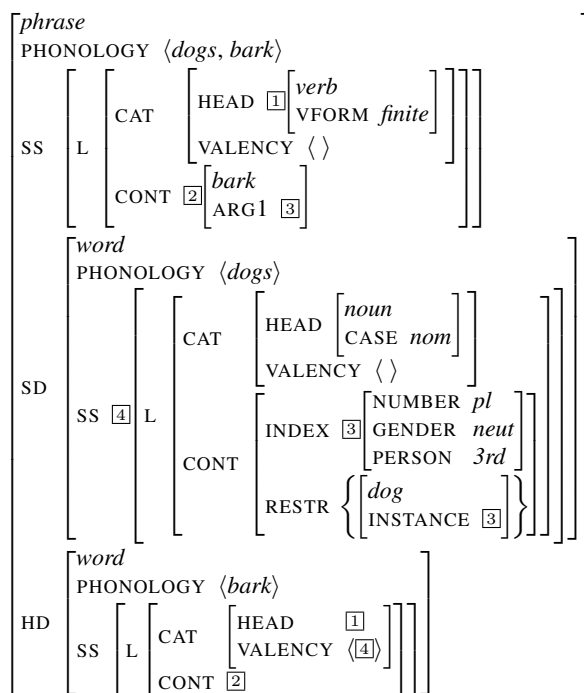 phrase
PHONOLOGY ⟨dogs, bark⟩
SS L CAT HEAD 1 verb
VFORM finite
VALENCY ⟨ ⟩
CONT 2 bark
ARG1 3
SD word
PHONOLOGY ⟨dogs⟩
SS 4 L CAT HEAD noun
CASE nom
VALENCY ⟨ ⟩
CONT INDEX 3 NUMBER pl
GENDER neut
PERSON 3rd
RESTR { dog
INSTANCE 3 }
HD word
PHONOLOGY ⟨bark⟩
SS L CAT HEAD 1
VALENCY ⟨4⟩
CONT 2